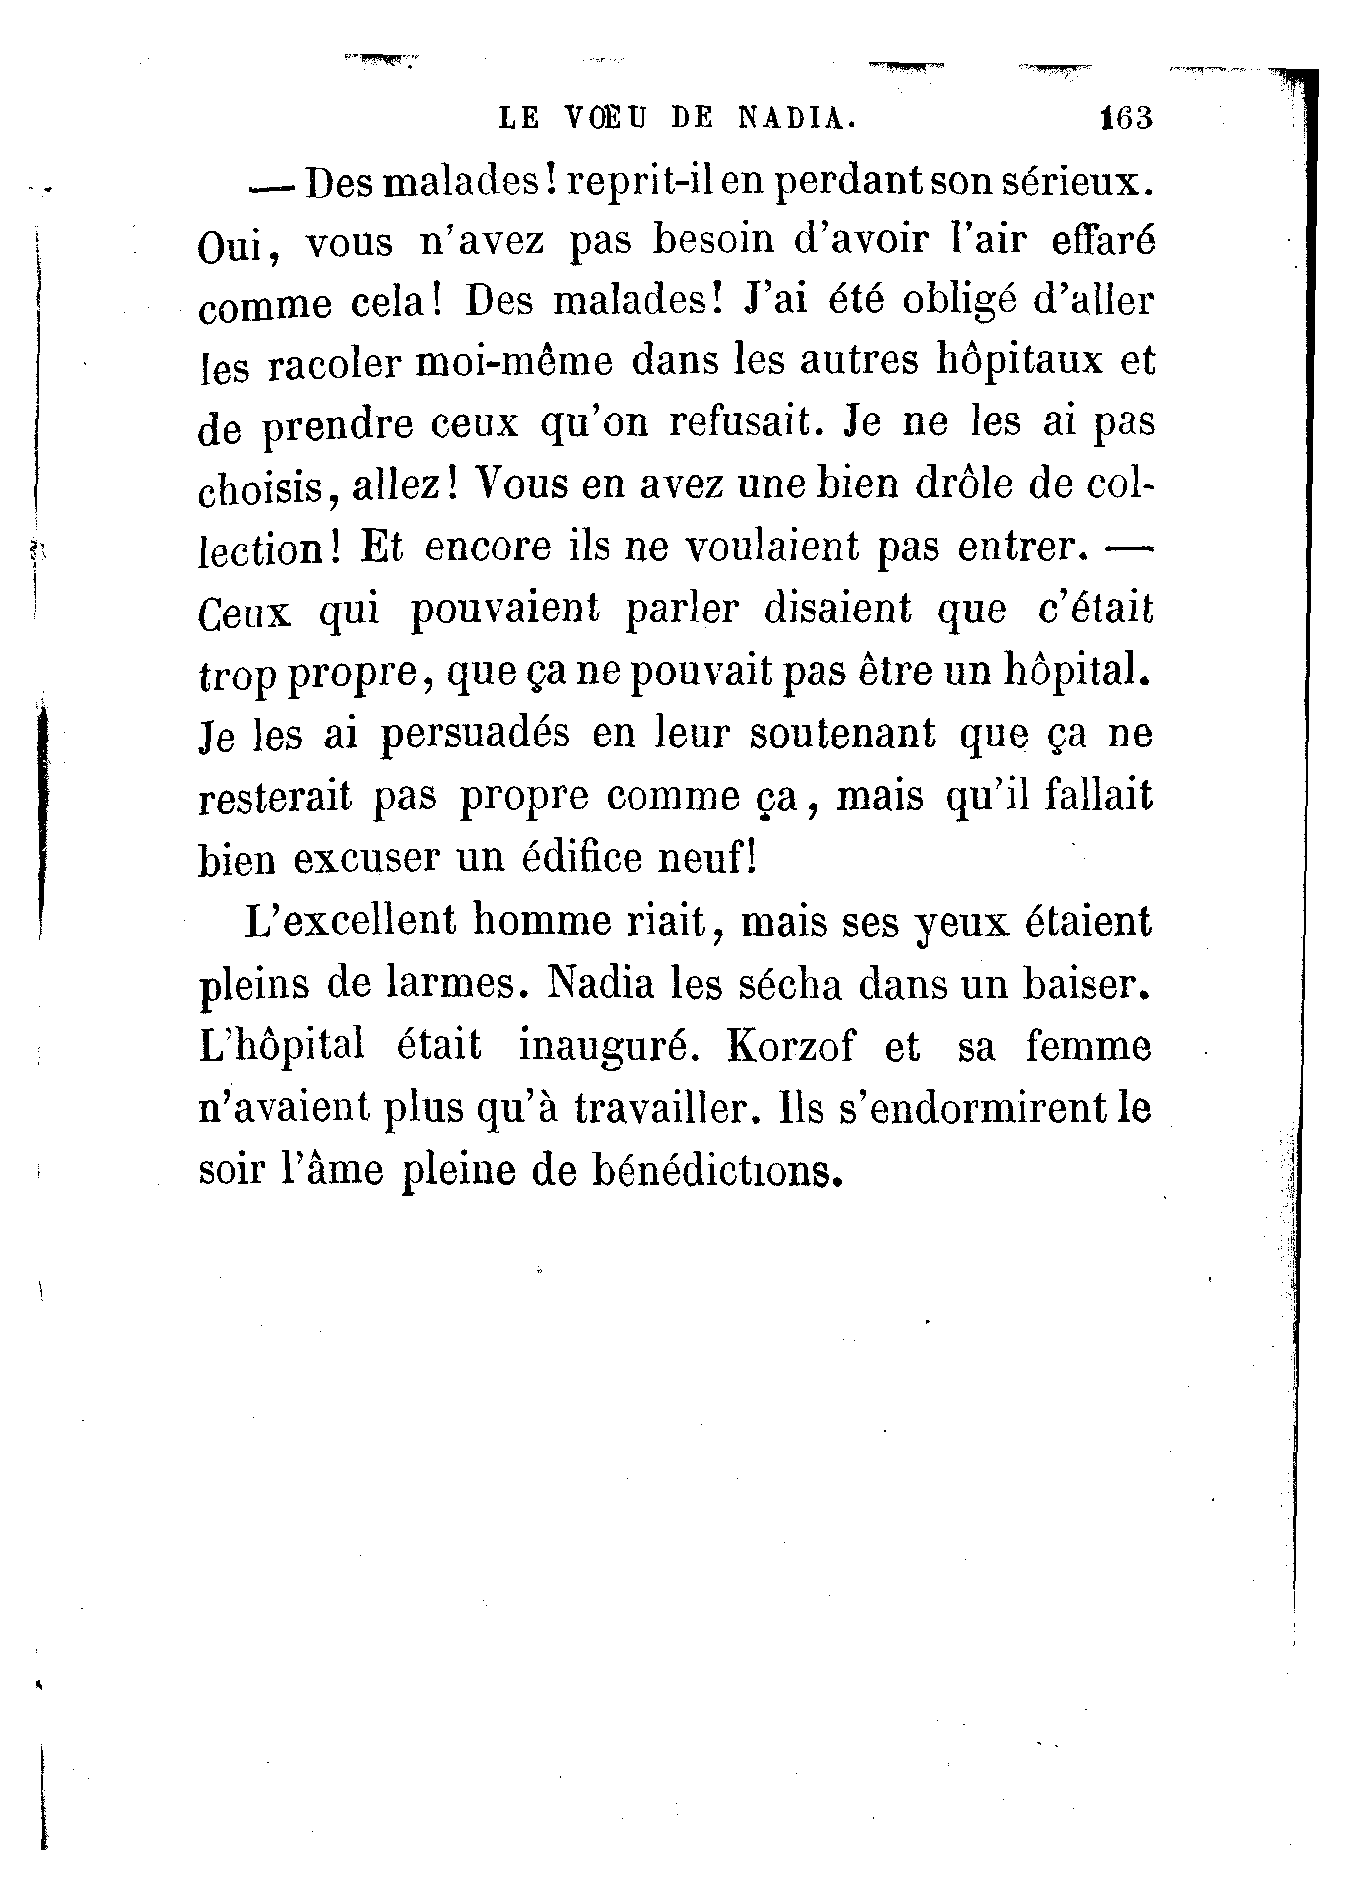 LE VŒU DE NADIA. 163
— Des malades! reprit-il en perdant son sérieux.
Oui, vous n'avez pas besoin d'avoir l'air effaré
comme cela! Des malades! J'ai été obligé d'aller
les racoler moi-même dans les autres hôpitaux et
de prendre ceux qu'on refusait. Je ne les ai pas
choisis, allez! Vous en avez une bien drôle de col-
lection! Et encore ils ne voulaient pas entrer. —
Ceux qui pouvaient parler disaient que c'était
trop propre, que ça ne pouvait pas être un hôpital.
Je les ai persuadés en leur soutenant que ça ne
resterait pas propre comme ça, mais qu'il fallait
bien excuser un édifice neuf!
L'excellent homme riait, mais ses yeux étaient
pleins de larmes. Nadia les sécha dans un baiser.
L'hôpital était inauguré. Korzof et sa femme
n'avaient plus qu'à travailler. Ils s'endormirent le
soir l'âme pleine de bénédictions.